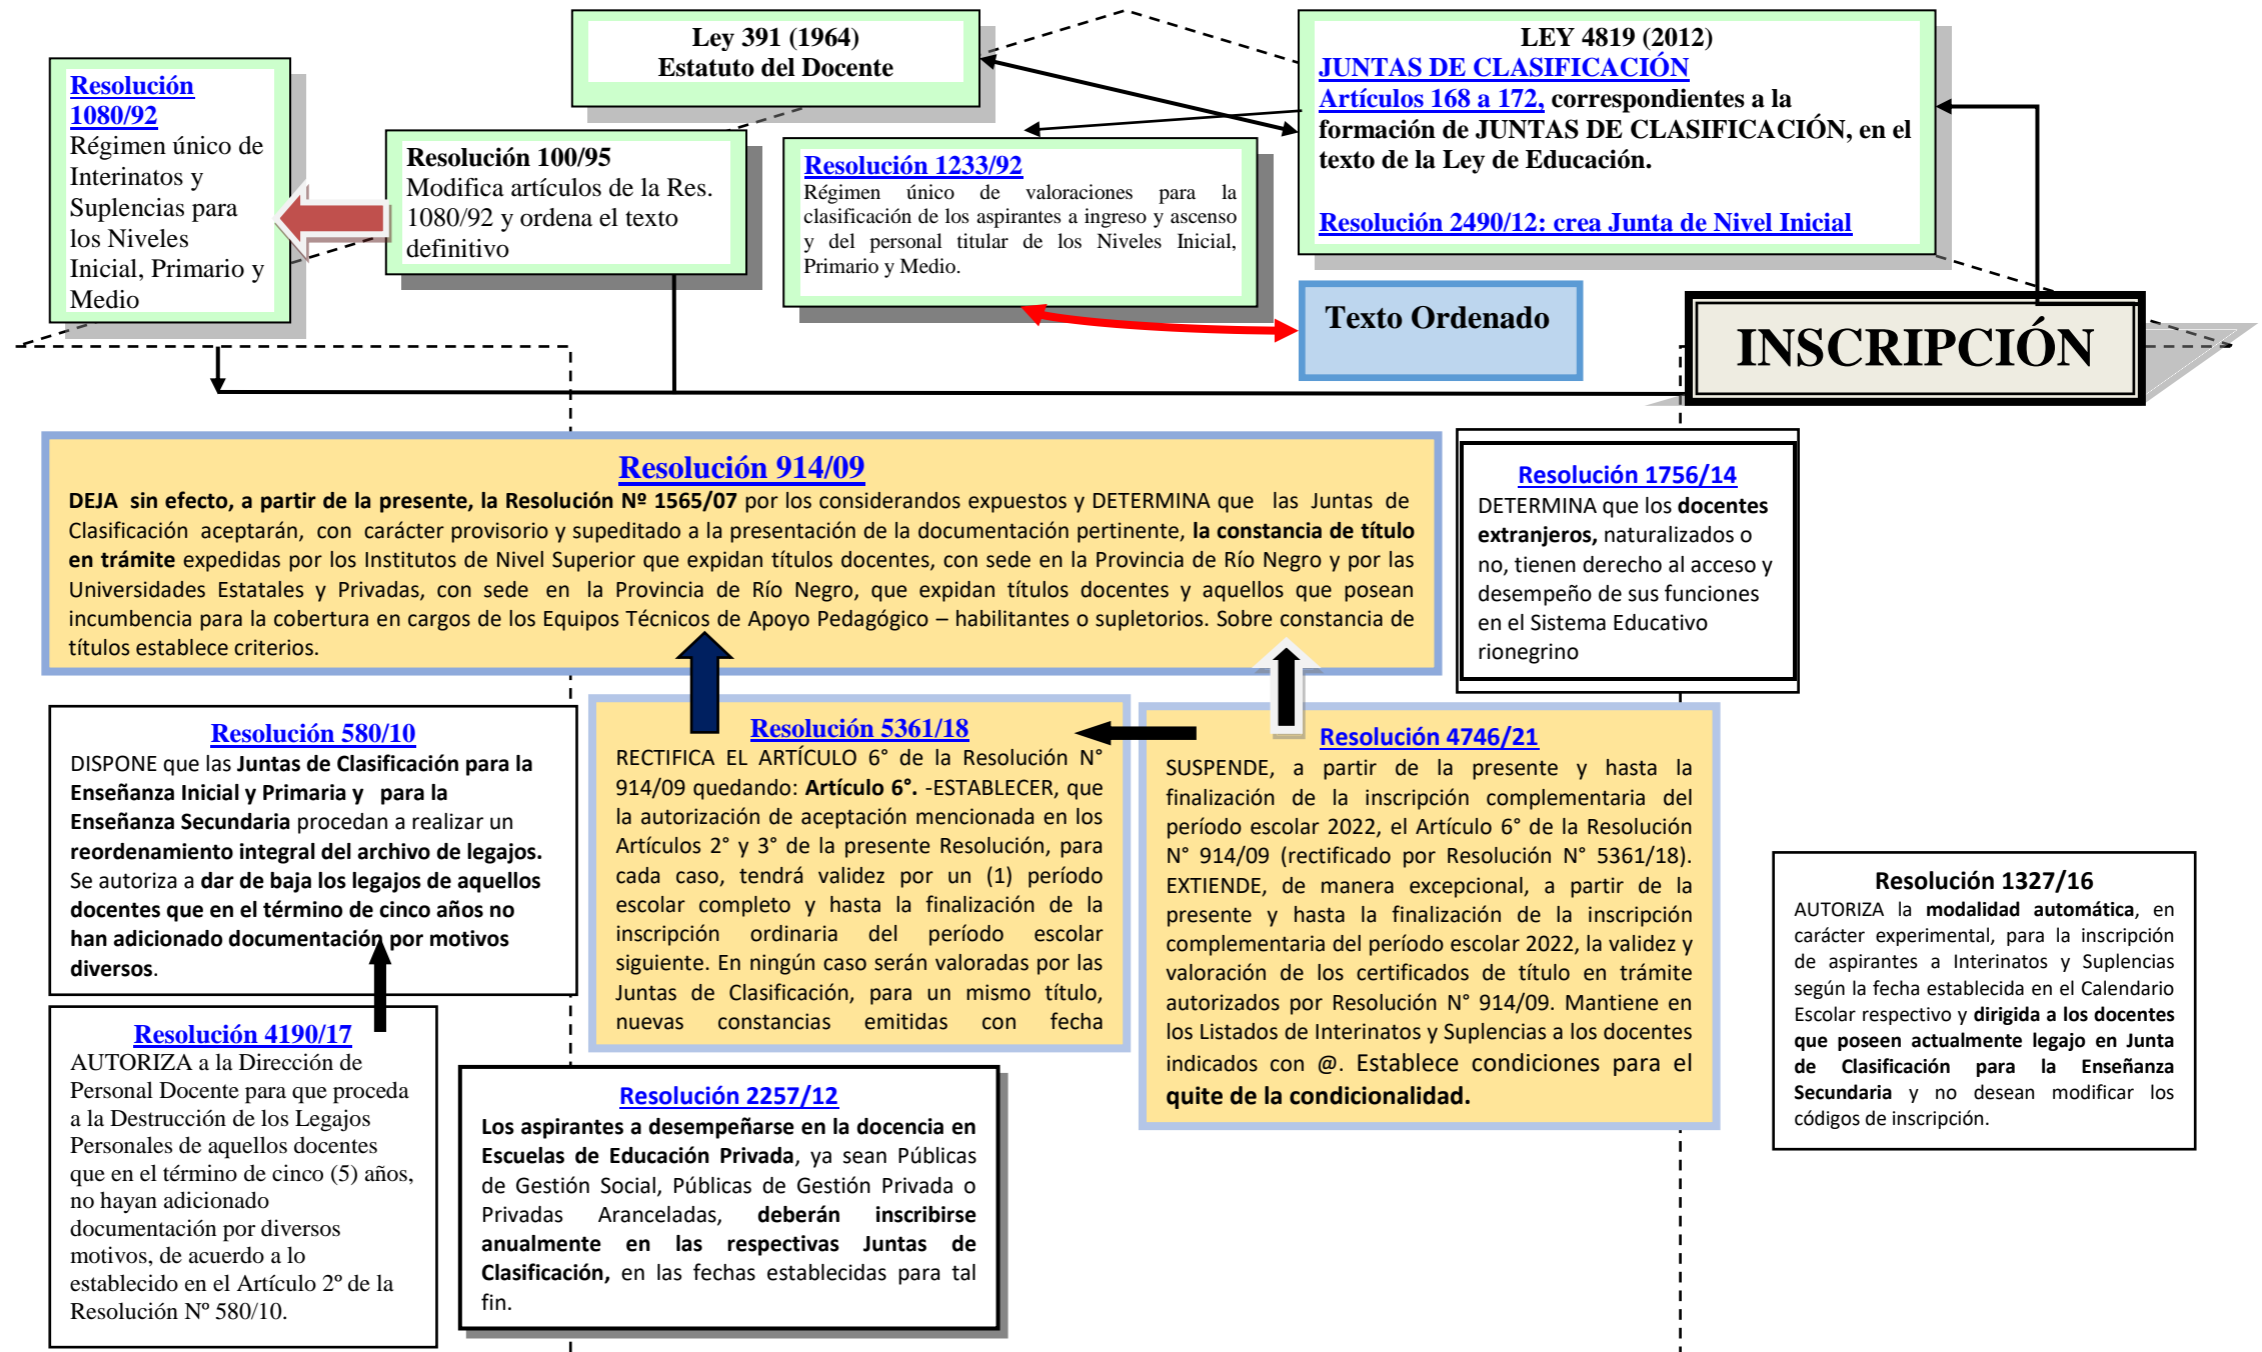 Ley 391 (1964)
Estatuto del Docente
LEY 4819 (2012)
JUNTAS DE CLASIFICACIÓN
Artículos 168 a 172, correspondientes a la
formación de JUNTAS DE CLASIFICACIÓN, en el
texto de la Ley de Educación.
Resolución 2490/12: crea Junta de Nivel Inicial
Resolución
1080/92
Régimen único de
Interinatos y
Suplencias para
los Niveles
Inicial, Primario y
Medio
Resolución 100/95
Modifica artículos de la Res.
1080/92 y ordena el texto
definitivo
Resolución 1233/92
Régimen único de valoraciones para la
clasificación de los aspirantes a ingreso y ascenso
y del personal titular de los Niveles Inicial,
Primario y Medio.
Texto Ordenado
INSCRIPCIÓN
Resolución 914/09
DEJA sin efecto, a partir de la presente, la Resolución Nº 1565/07 por los considerandos expuestos y DETERMINA que las Juntas de
Clasificación aceptarán, con carácter provisorio y supeditado a la presentación de la documentación pertinente, la constancia de título
en trámite expedidas por los Institutos de Nivel Superior que expidan títulos docentes, con sede en la Provincia de Río Negro y por las
Universidades Estatales y Privadas, con sede en la Provincia de Río Negro, que expidan títulos docentes y aquellos que posean
incumbencia para la cobertura en cargos de los Equipos Técnicos de Apoyo Pedagógico – habilitantes o supletorios. Sobre constancia de
títulos establece criterios.
Resolución 1756/14
DETERMINA que los docentes
extranjeros, naturalizados o
no, tienen derecho al acceso y
desempeño de sus funciones
en el Sistema Educativo
rionegrino
Resolución 580/10
DISPONE que las Juntas de Clasificación para la
Enseñanza Inicial y Primaria y para la
Enseñanza Secundaria procedan a realizar un
reordenamiento integral del archivo de legajos.
Se autoriza a dar de baja los legajos de aquellos
docentes que en el término de cinco años no
han adicionado documentación por motivos
diversos.
Resolución 5361/18
RECTIFICA EL ARTÍCULO 6° de la Resolución N°
914/09 quedando: Artículo 6°. -ESTABLECER, que
la autorización de aceptación mencionada en los
Artículos 2° y 3° de la presente Resolución, para
cada caso, tendrá validez por un (1) período
escolar completo y hasta la finalización de la
inscripción ordinaria del período escolar
siguiente. En ningún caso serán valoradas por las
Juntas de Clasificación, para un mismo título,
nuevas constancias emitidas con fecha
Resolución 4746/21
SUSPENDE, a partir de la presente y hasta la
finalización de la inscripción complementaria del
período escolar 2022, el Artículo 6° de la Resolución
N° 914/09 (rectificado por Resolución N° 5361/18).
EXTIENDE, de manera excepcional, a partir de la
presente y hasta la finalización de la inscripción
complementaria del período escolar 2022, la validez y
valoración de los certificados de título en trámite
autorizados por Resolución N° 914/09. Mantiene en
los Listados de Interinatos y Suplencias a los docentes
indicados con @. Establece condiciones para el
quite de la condicionalidad.
Resolución 1327/16
AUTORIZA la modalidad automática, en
carácter experimental, para la inscripción
de aspirantes a Interinatos y Suplencias
según la fecha establecida en el Calendario
Escolar respectivo y dirigida a los docentes
que poseen actualmente legajo en Junta
de Clasificación para la Enseñanza
Secundaria y no desean modificar los
códigos de inscripción.
Resolución 4190/17
AUTORIZA a la Dirección de
Personal Docente para que proceda
a la Destrucción de los Legajos
Personales de aquellos docentes
que en el término de cinco (5) años,
no hayan adicionado
documentación por diversos
motivos, de acuerdo a lo
establecido en el Artículo 2º de la
Resolución Nº 580/10.
Resolución 2257/12
Los aspirantes a desempeñarse en la docencia en
Escuelas de Educación Privada, ya sean Públicas
de Gestión Social, Públicas de Gestión Privada o
Privadas Aranceladas, deberán inscribirse
anualmente en las respectivas Juntas de
Clasificación, en las fechas establecidas para tal
fin.